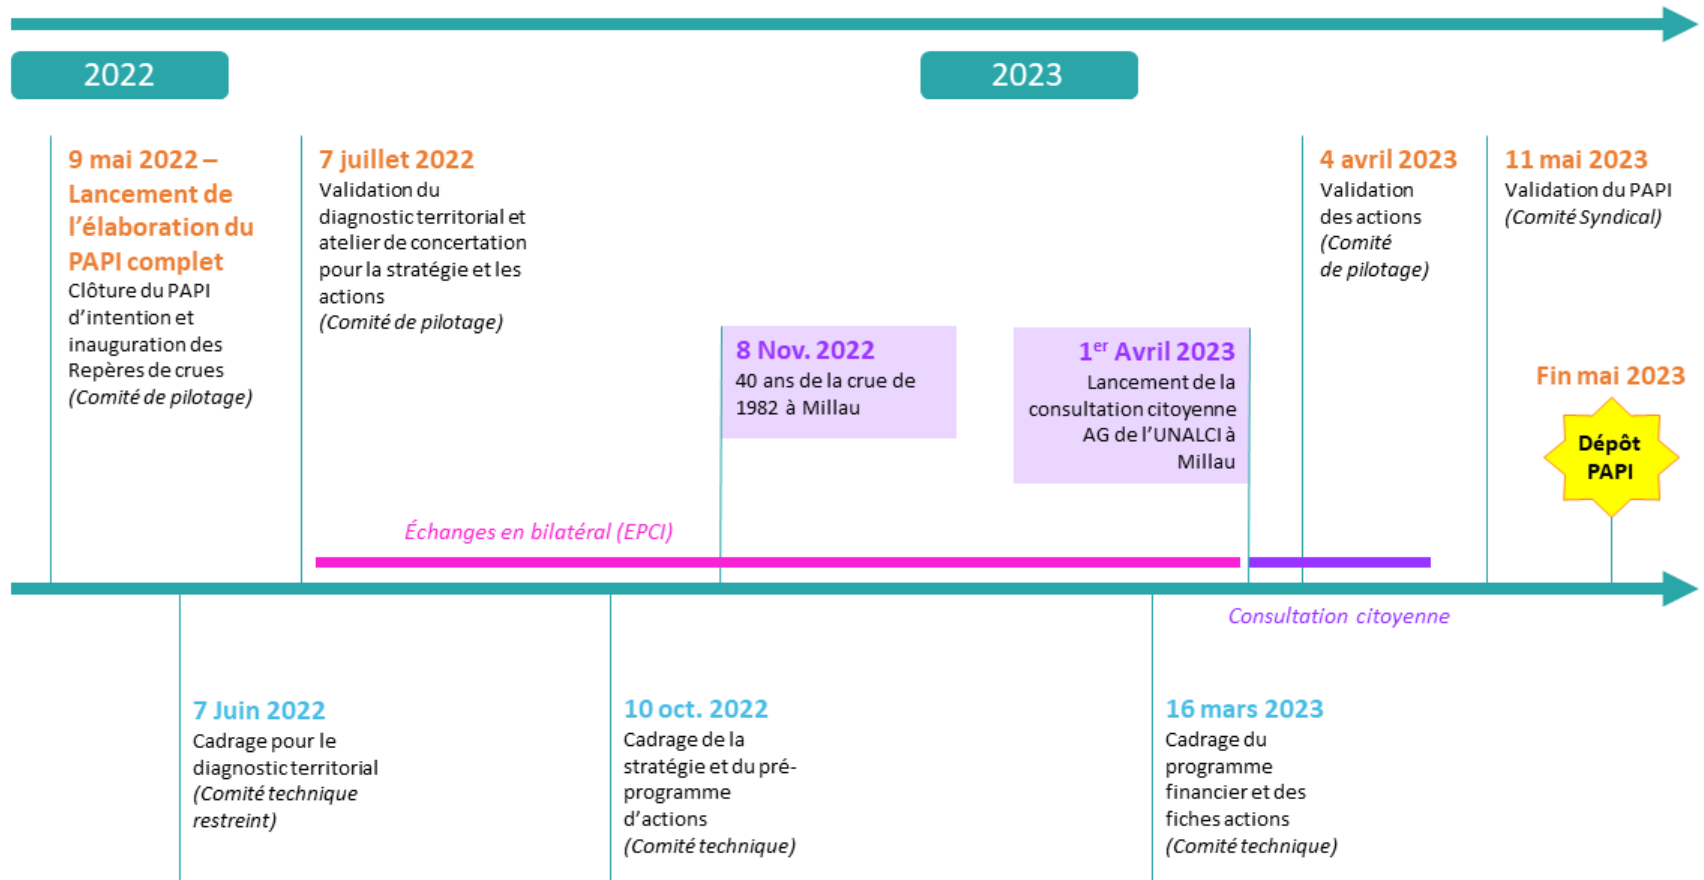 2022
2023
9 mai 2022 –
Lancement de
l’élaboration du
PAPI complet
Clôture du PAPI
d’intention et
inauguration des
Repères de crues
(Comité de pilotage)
7 juillet 2022
Validation du
diagnostic territorial et
atelier de concertation
pour la stratégie et les
actions
(Comité de pilotage)
8 Nov. 2022
40 ans de la crue de
1982 à Millau
1er Avril 2023
Lancement de la
consultation citoyenne
AG de l’UNALCI à
Millau
4 avril 2023
Validation
des actions
(Comité
de pilotage)
11 mai 2023
Validation du PAPI
(Comité Syndical)
Fin mai 2023
Dépôt
PAPI
Échanges en bilatéral (EPCI)
Consultation citoyenne
7 Juin 2022
Cadrage pour le
diagnostic territorial
(Comité technique
restreint)
10 oct. 2022
Cadrage de la
stratégie et du pré-
programme
d’actions
(Comité technique)
16 mars 2023
Cadrage du
programme
financier et des
fiches actions
(Comité technique)